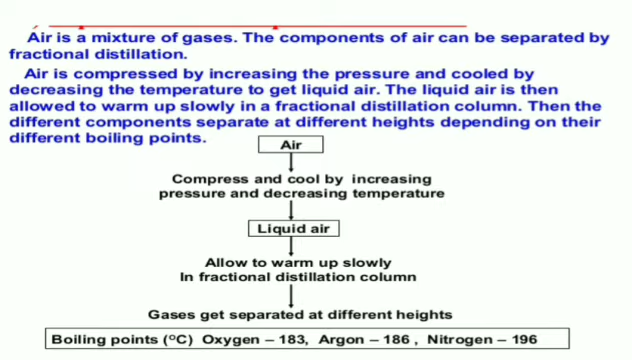 Air is a mixture of gases. The components of air can be separated by
fractional distillation.
Air is compressed by increasing the pressure and cooled by
decreasing the temperature to get liquid air. The liquid air is then
allowed to warm up slowly in a fractional distillation column. Then the
different components separate at different heights depending on their
different boiling points.
Air
Compress and cool by increasing
pressure and decreasing temperature
Liquid air
Allow to warm up slowly
In fractional distillation column
Gases get separated at different heights
Boiling points (ºC) Oxygen – 183, Argon – 186 , Nitrogen – 196